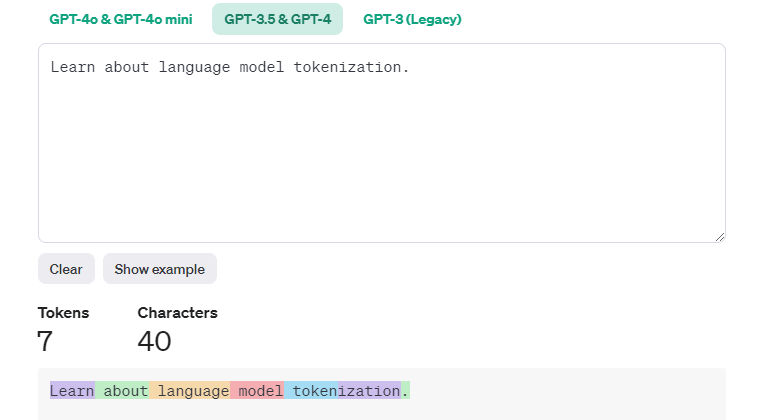 GPT-4o & GPT-4o mini GPT-3.5 & GPT-4 GPT-3 (Legacy)
Learn about language model tokenization.
Clear Show example
Tokens Characters
7 40
Learn about language model tokenization.